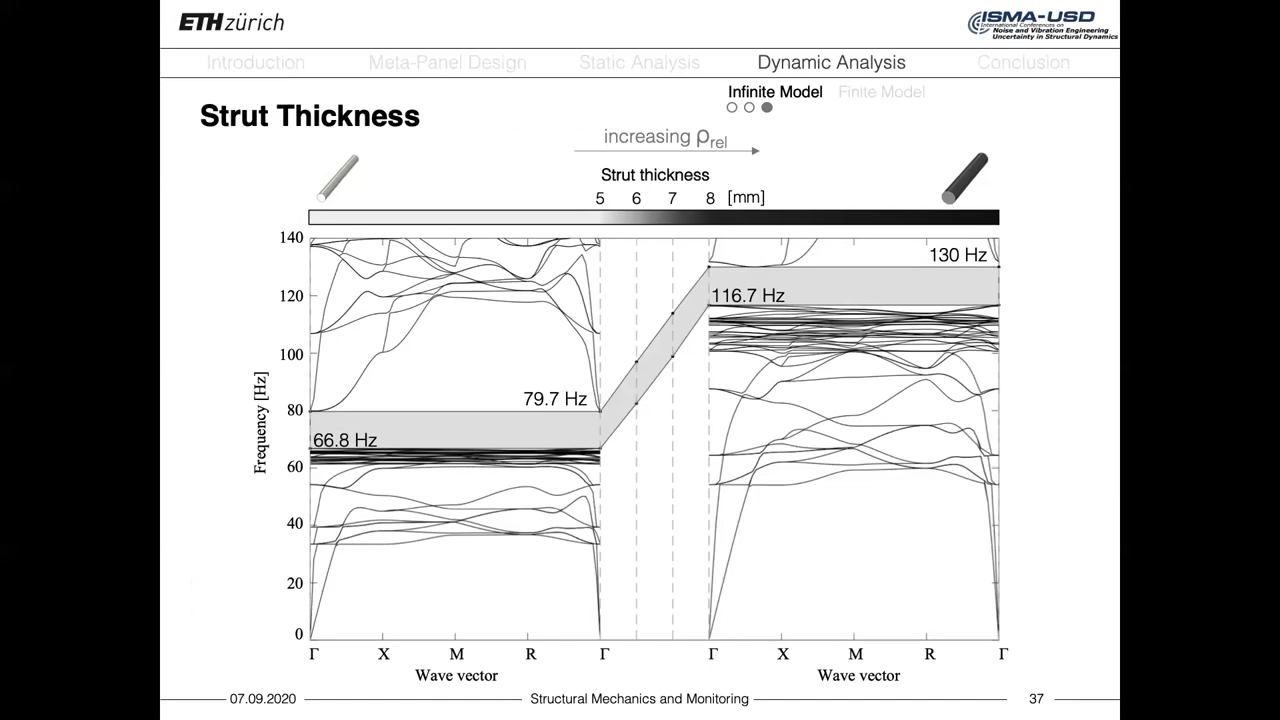 ETH zürich
ISMA-USD
International Conferences on
Noise and Vibration Engineering
Uncertainty in Structural Dynamics
Introduction Meta-Panel Design Static Analysis Dynamic Analysis Conclusion
Infinite Model Finite Model
Strut Thickness
increasing ρrel
Strut thickness
5 6 7 8 [mm]
140
120
100
80
60
40
20
0
Frequency [Hz]
79.7 Hz
66.8 Hz
130 Hz
116.7 Hz
Γ X M R Γ
Wave vector
Γ X M R Γ
Wave vector
07.09.2020 Structural Mechanics and Monitoring 37